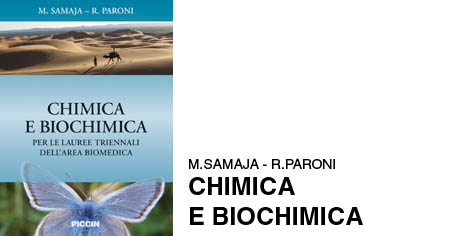 M. SAMAJA – R. PARONI
CHIMICA
E BIOCHIMICA
PER LE LAUREE TRIENNALI
DELL'AREA BIOMEDICA
PICCIN
M.SAMAJA - R.PARONI
CHIMICA
E BIOCHIMICA